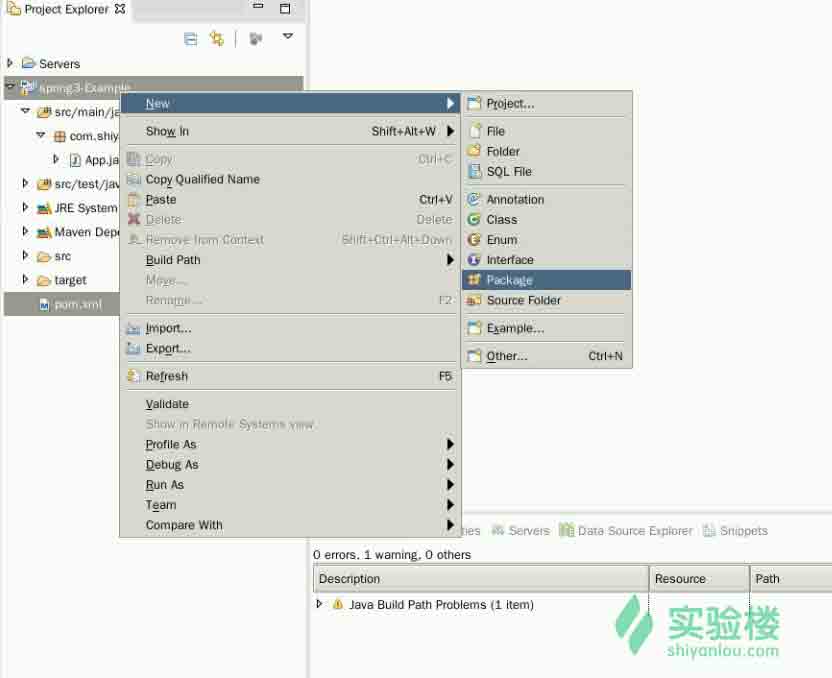 Project Explorer
Servers
spring3-Example
src/main/ja
com.shiy
App.ja
src/test/jav
JRE System
Maven Depe
src
target
pom.xml
New
Show In Shift+Alt+W
Copy Ctrl+C
Copy Qualified Name
Paste Ctrl+V
Delete Delete
Remove from Context Shift+Ctrl+Alt+Down
Build Path
Move...
Rename... F2
Import...
Export...
Refresh F5
Validate
Show in Remote Systems view
Profile As
Debug As
Run As
Team
Compare With
Project...
File
Folder
SQL File
Annotation
Class
Enum
Interface
Package
Source Folder
Example...
Other... Ctrl+N
ties Servers Data Source Explorer Snippets
0 errors, 1 warning, 0 others
Description Resource Path
Java Build Path Problems (1 item)
实验楼
shiyanlou.com